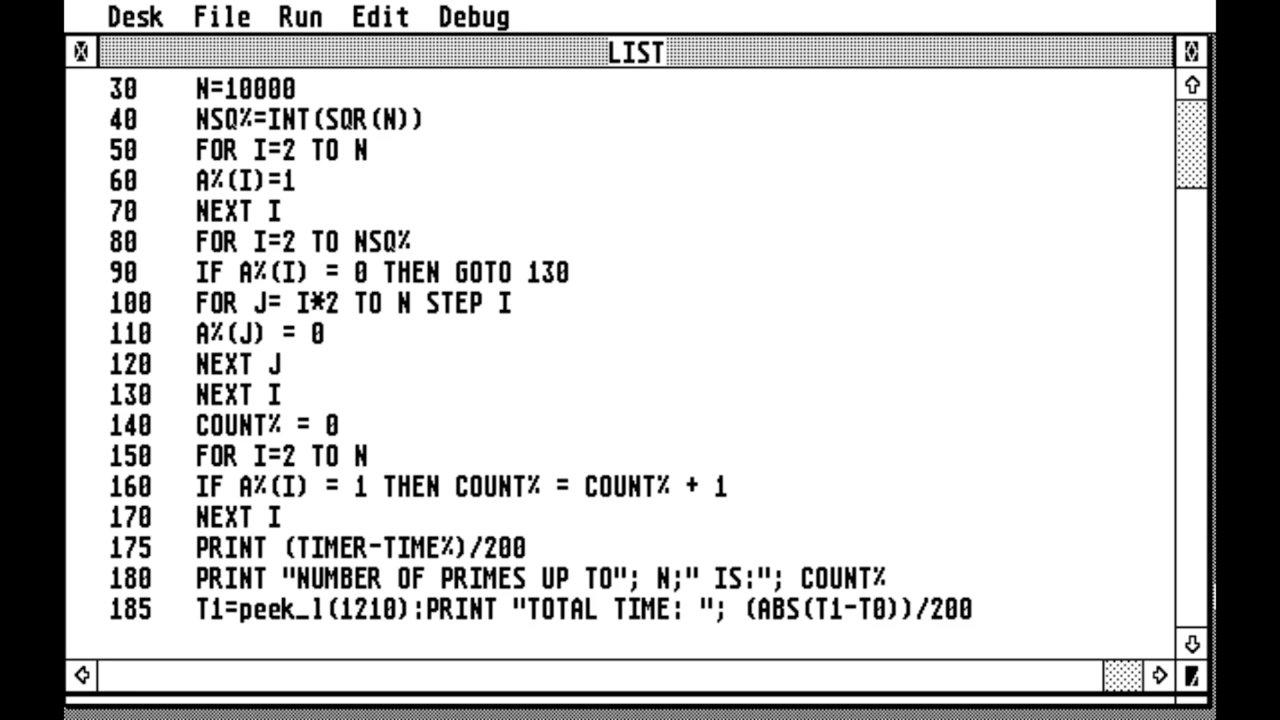 Desk File Run Edit Debug
LIST
30 N=10000
40 NSQ%=INT(SQR(N))
50 FOR I=2 TO N
60 A%(I)=1
70 NEXT I
80 FOR I=2 TO NSQ%
90 IF A%(I) = 0 THEN GOTO 130
100 FOR J= I*2 TO N STEP I
110 A%(J) = 0
120 NEXT J
130 NEXT I
140 COUNT% = 0
150 FOR I=2 TO N
160 IF A%(I) = 1 THEN COUNT% = COUNT% + 1
170 NEXT I
175 PRINT (TIMER-TIME%)/200
180 PRINT "NUMBER OF PRIMES UP TO"; N;" IS:"; COUNT%
185 T1=peek_l(1210):PRINT "TOTAL TIME: "; (ABS(T1-T0))/200